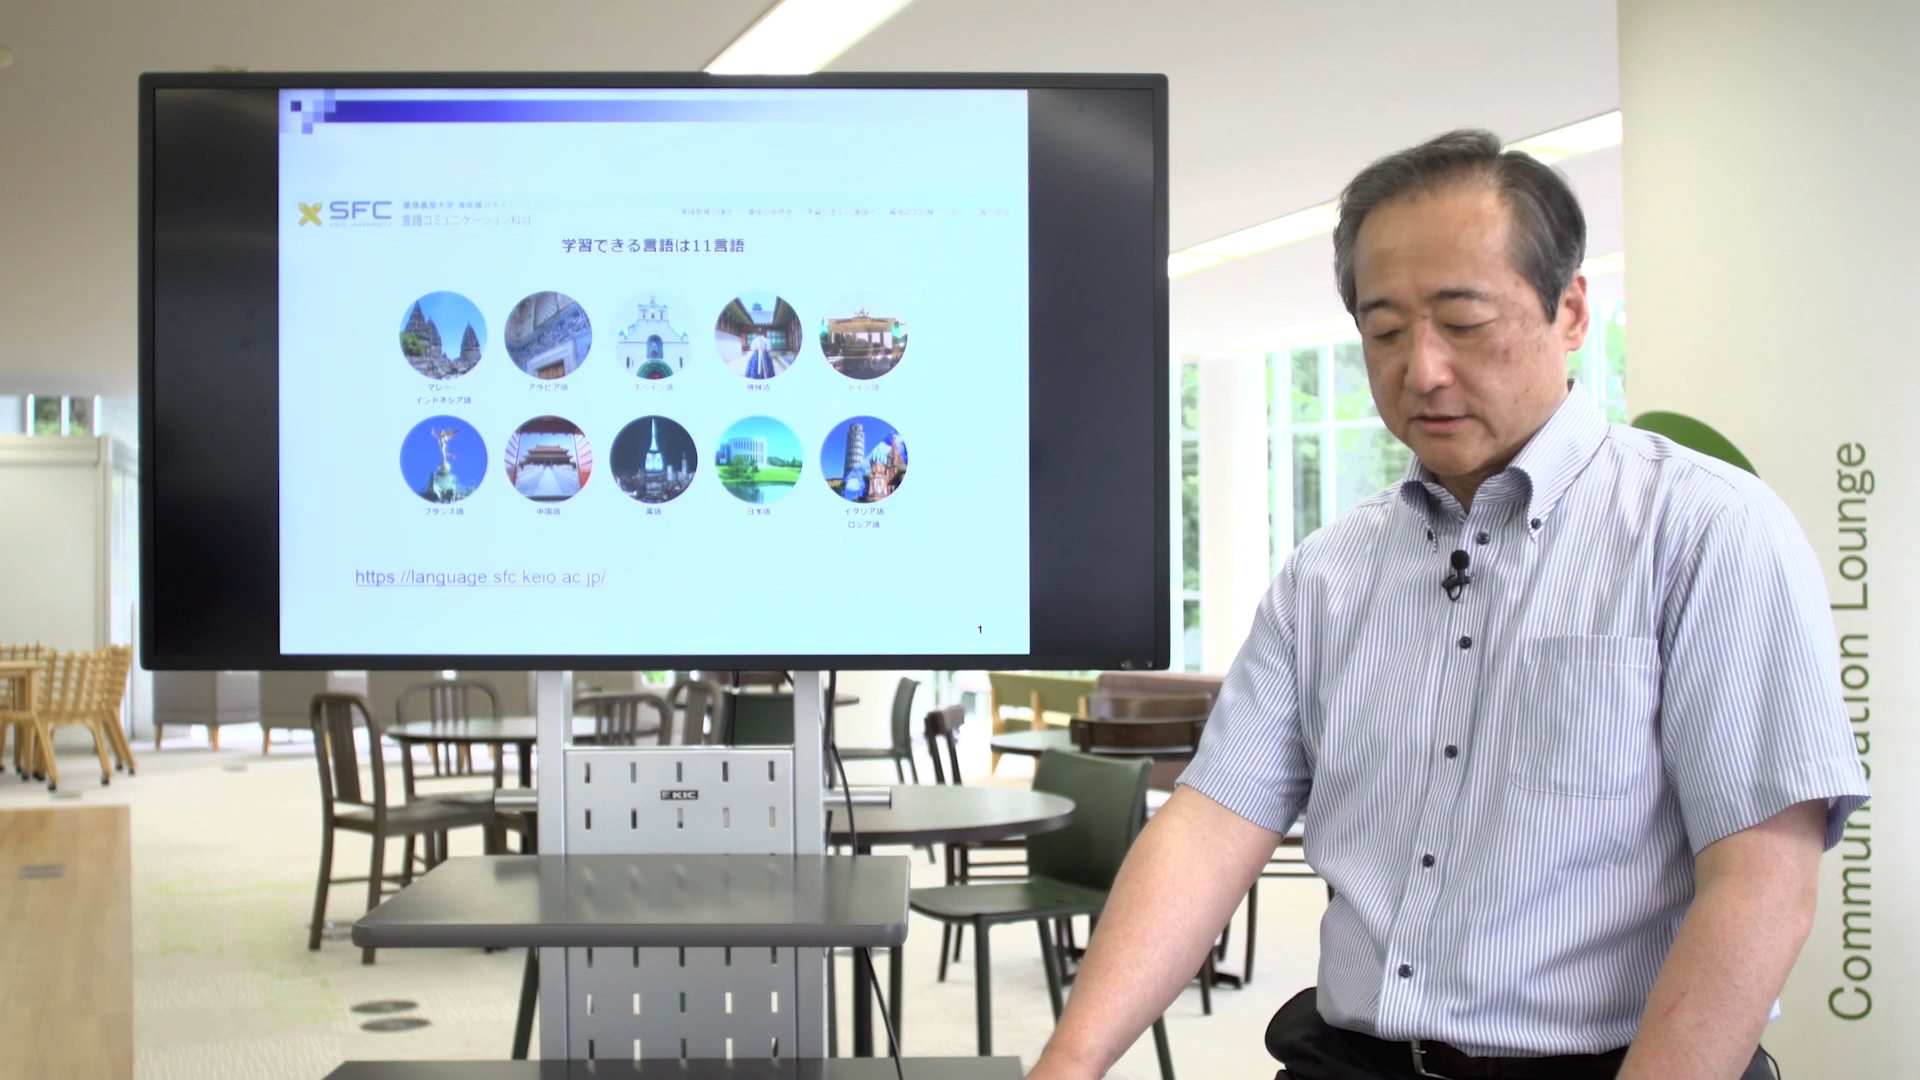 SFC
KEIO UNIVERSITY
慶應義塾大学 湘南藤沢キャンパス
言語コミュニケーション科目
学習できる言語は11言語
マレー・
インドネシア語
アラビア語
スペイン語
朝鮮語
ドイツ語
フランス語
中国語
英語
日本語
イタリア語
ロシア語
https://language.sfc.keio.ac.jp/
1
KIC
Communication Lounge